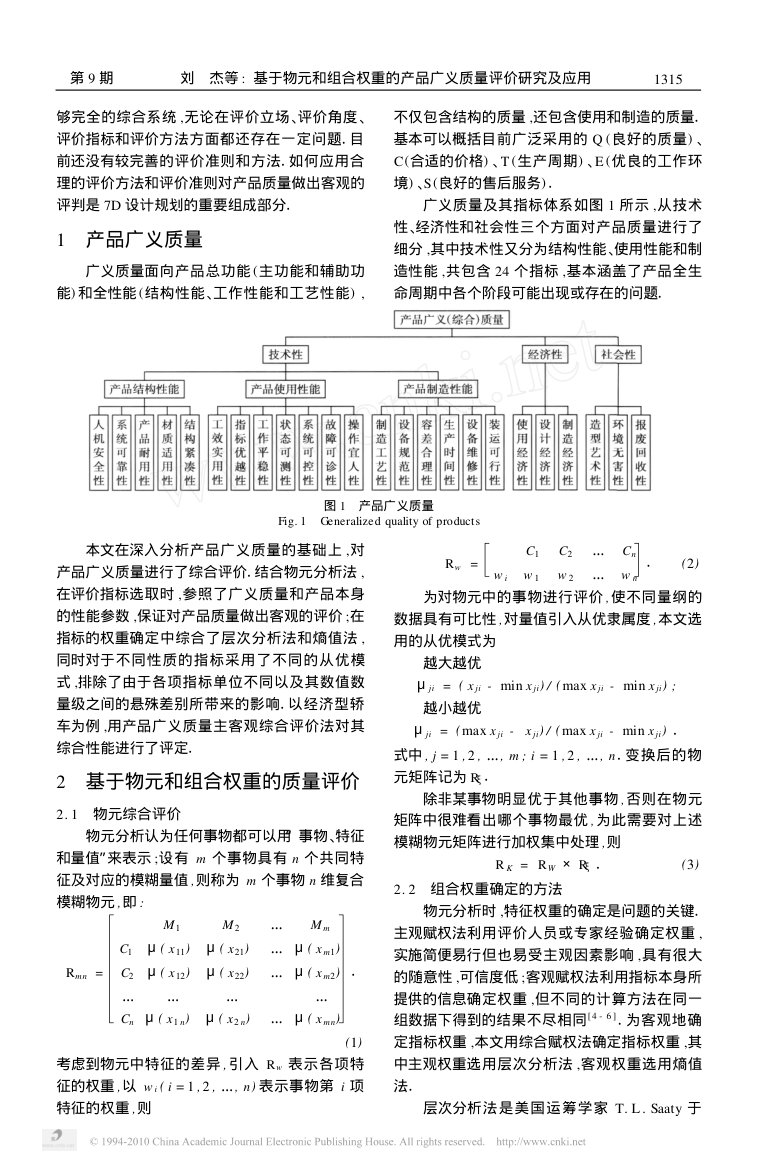 第 9 期 刘 杰等: 基于物元和组合权重的产品广义质量评价研究及应用 1315
够完全的综合系统 ,无论在评价立场、评价角度、
评价指标和评价方法方面都还存在一定问题. 目
前还没有较完善的评价准则和方法. 如何应用合
理的评价方法和评价准则对产品质量做出客观的
评判是 7D 设计规划的重要组成部分.
1 产品广义质量
广义质量面向产品总功能(主功能和辅助功
能)和全性能(结构性能、工作性能和工艺性能) ,
不仅包含结构的质量 ,还包含使用和制造的质量.
基本可以概括目前广泛采用的 Q (良好的质量) 、
C(合适的价格) 、T(生产周期) 、E(优良的工作环
境) 、S(良好的售后服务) .
广义质量及其指标体系如图 1 所示 ,从技术
性、经济性和社会性三个方面对产品质量进行了
细分 ,其中技术性又分为结构性能、使用性能和制
造性能 ,共包含 24 个指标 ,基本涵盖了产品全生
命周期中各个阶段可能出现或存在的问题.
产品广义(综合)质量
技术性 经济性 社会性
产品结构性能 产品使用性能 产品制造性能
人机安全性
系统可靠性
产品耐用性
材质适用性
结构紧凑性
工效实用性
指标优越性
工作平稳性
状态可测性
系统可控性
故障可诊性
操作宜人性
制造工艺性
设备规范性
容差合理性
生产时间性
设备维修性
装运可行性
使用经济性
设计经济性
制造经济性
造型艺术性
环境无害性
报废回收性
图 1 产品广义质量
Fig. 1 Generalized quality of products
本文在深入分析产品广义质量的基础上 ,对
产品广义质量进行了综合评价. 结合物元分析法 ,
在评价指标选取时 ,参照了广义质量和产品本身
的性能参数 ,保证对产品质量做出客观的评价 ;在
指标的权重确定中综合了层次分析法和熵值法 ,
同时对于不同性质的指标采用了不同的从优模
式 ,排除了由于各项指标单位不同以及其数值数
量级之间的悬殊差别所带来的影响. 以经济型轿
车为例 ,用产品广义质量主客观综合评价法对其
综合性能进行了评定.
2 基于物元和组合权重的质量评价
2. 1 物元综合评价
物元分析认为任何事物都可以用“ 事物、特征
和量值”来表示 ;设有 m 个事物具有 n 个共同特
征及对应的模糊量值 ,则称为 m 个事物 n 维复合
模糊物元 ,即 :
M1 M2 … Mm
C1 μ( x11) μ( x21) … μ( xm1)
Rmn = C2 μ( x12) μ( x22) … μ( xm2) .
… … … …
Cn μ( x1n) μ( x2n) … μ( xmn)
(1)
考虑到物元中特征的差异 ,引入 Rw 表示各项特
征的权重 ,以 wi ( i = 1 ,2 , …, n) 表示事物第 i 项
特征的权重 ,则
C1 C2 … Cn
Rw = . (2)
wi w1 w2 … wn
为对物元中的事物进行评价 ,使不同量纲的
数据具有可比性 ,对量值引入从优隶属度 ,本文选
用的从优模式为
越大越优
μji = ( xji - min xji) / ( max xji - min xji) ;
越小越优
μji = ( max xji - xji) / ( max xji - min xji) .
式中 , j = 1 ,2 , …, m ; i = 1 ,2 , …, n. 变换后的物
元矩阵记为 Rξ .
除非某事物明显优于其他事物 ,否则在物元
矩阵中很难看出哪个事物最优 ,为此需要对上述
模糊物元矩阵进行加权集中处理 ,则
RK = RW × Rξ . (3)
2. 2 组合权重确定的方法
物元分析时 ,特征权重的确定是问题的关键.
主观赋权法利用评价人员或专家经验确定权重 ,
实施简便易行但也易受主观因素影响 ,具有很大
的随意性 ,可信度低 ;客观赋权法利用指标本身所
提供的信息确定权重 ,但不同的计算方法在同一
组数据下得到的结果不尽相同[4 - 6] . 为客观地确
定指标权重 ,本文用综合赋权法确定指标权重 ,其
中主观权重选用层次分析法 ,客观权重选用熵值
法.
层次分析法是美国运筹学家 T. L. Saaty 于
© 1994-2010 China Academic Journal Electronic Publishing House. All rights reserved. http://www.cnki.net